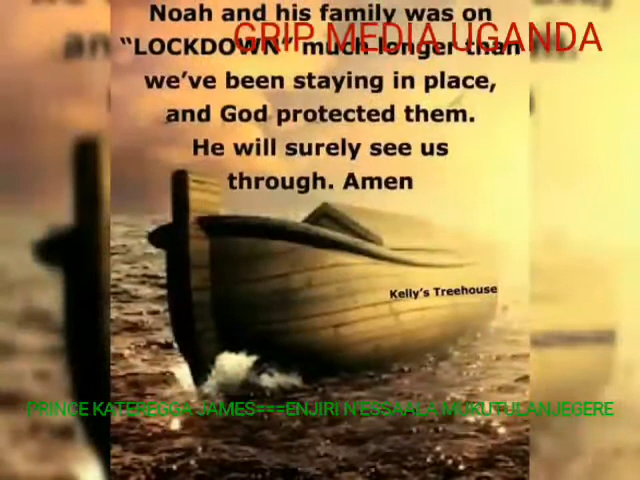 Noah and his family was on
GRIP MEDIA UGANDA
"LOCKDOWN" much longer than
we've been staying in place,
and God protected them.
He will surely see us
through. Amen
Kelly's Treehouse
PRINCE KATEREGGA JAMES===ENJIRI N'ESSAALA MUKUTULANJEGERE